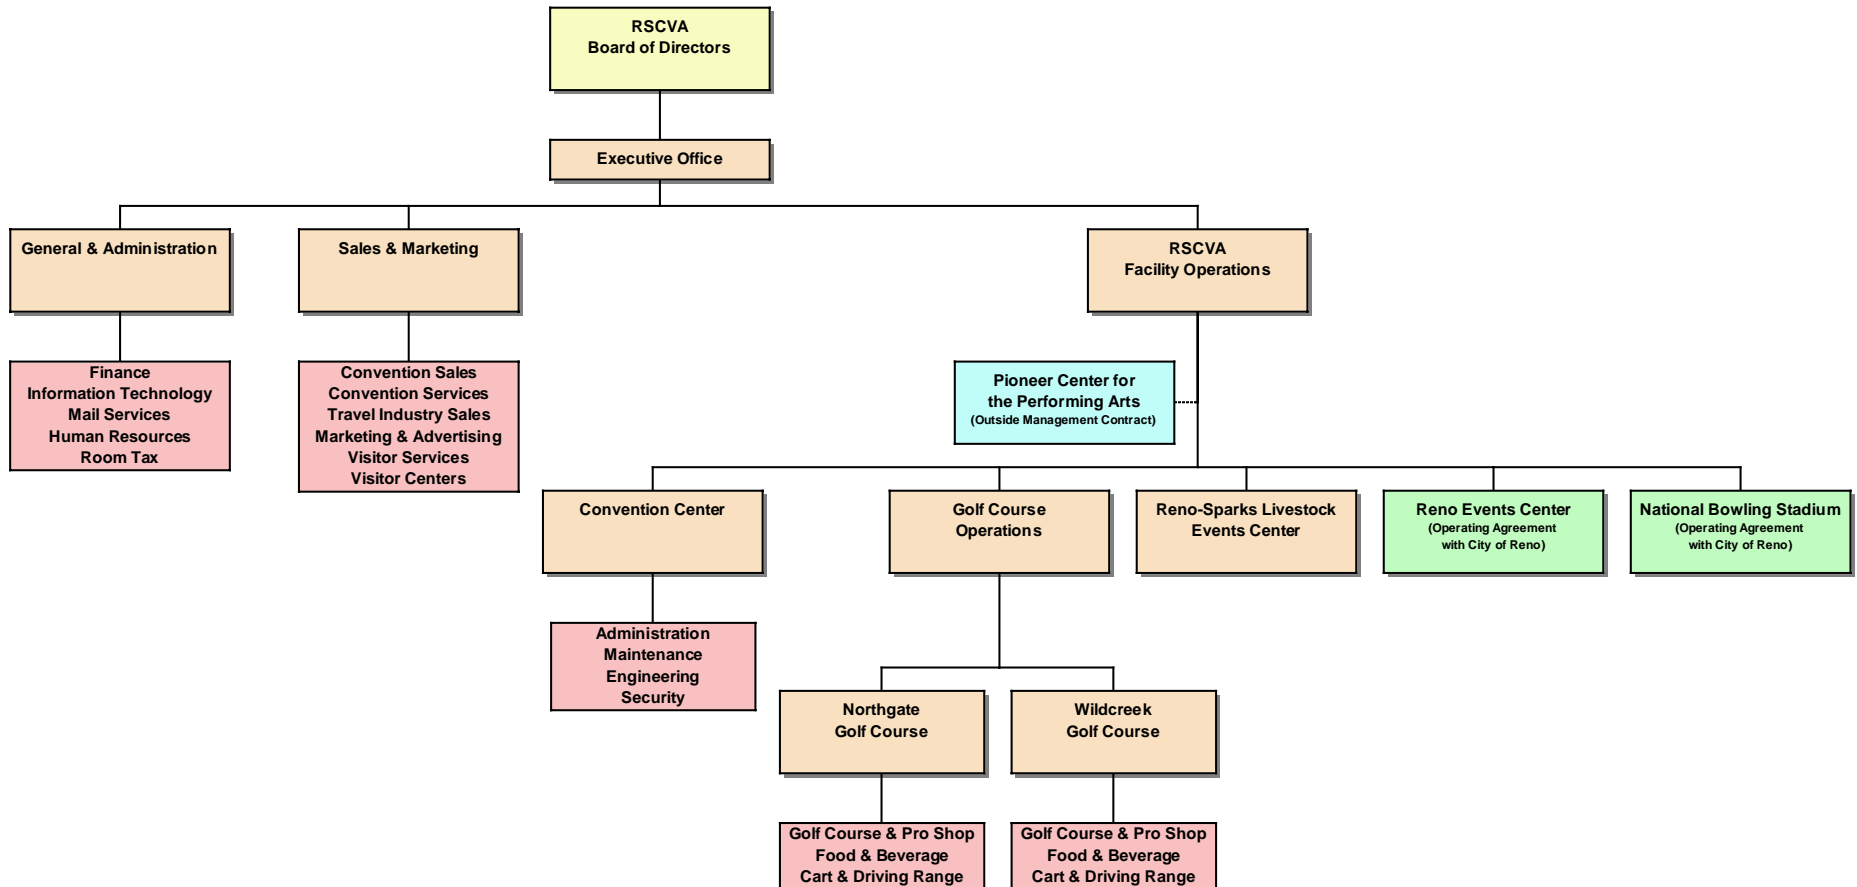 RSCVA
Board of Directors
Executive Office
General & Administration
Sales & Marketing
RSCVA
Facility Operations
Finance
Information Technology
Mail Services
Human Resources
Room Tax
Convention Sales
Convention Services
Travel Industry Sales
Marketing & Advertising
Visitor Services
Visitor Centers
Pioneer Center for
the Performing Arts
(Outside Management Contract)
Convention Center
Golf Course
Operations
Reno-Sparks Livestock
Events Center
Reno Events Center
(Operating Agreement
with City of Reno)
National Bowling Stadium
(Operating Agreement
with City of Reno)
Administration
Maintenance
Engineering
Security
Northgate
Golf Course
Wildcreek
Golf Course
Golf Course & Pro Shop
Food & Beverage
Cart & Driving Range
Golf Course & Pro Shop
Food & Beverage
Cart & Driving Range